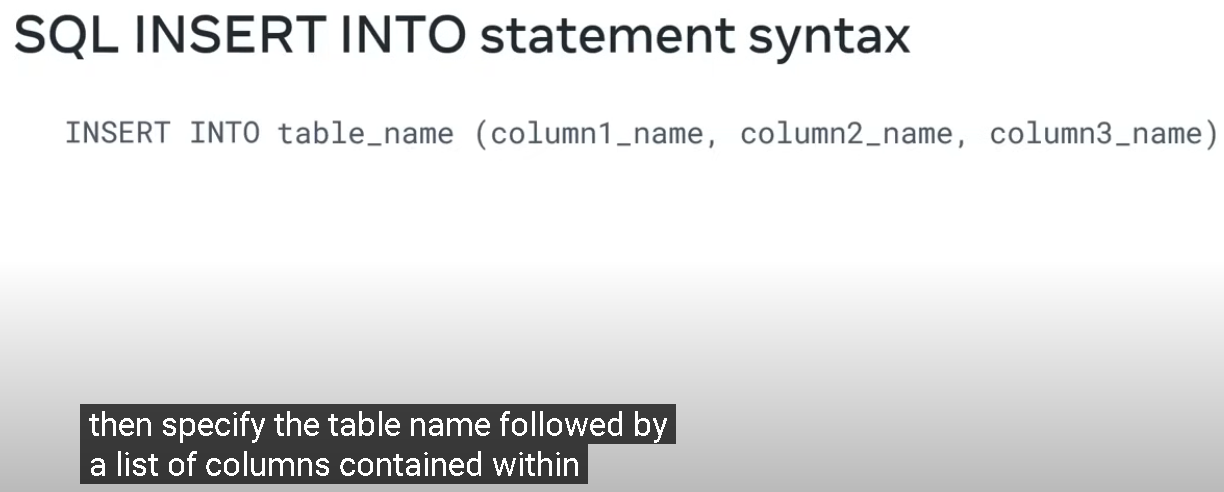 SQL INSERT INTO statement syntax
INSERT INTO table_name (column1_name, column2_name, column3_name)
then specify the table name followed by
a list of columns contained within